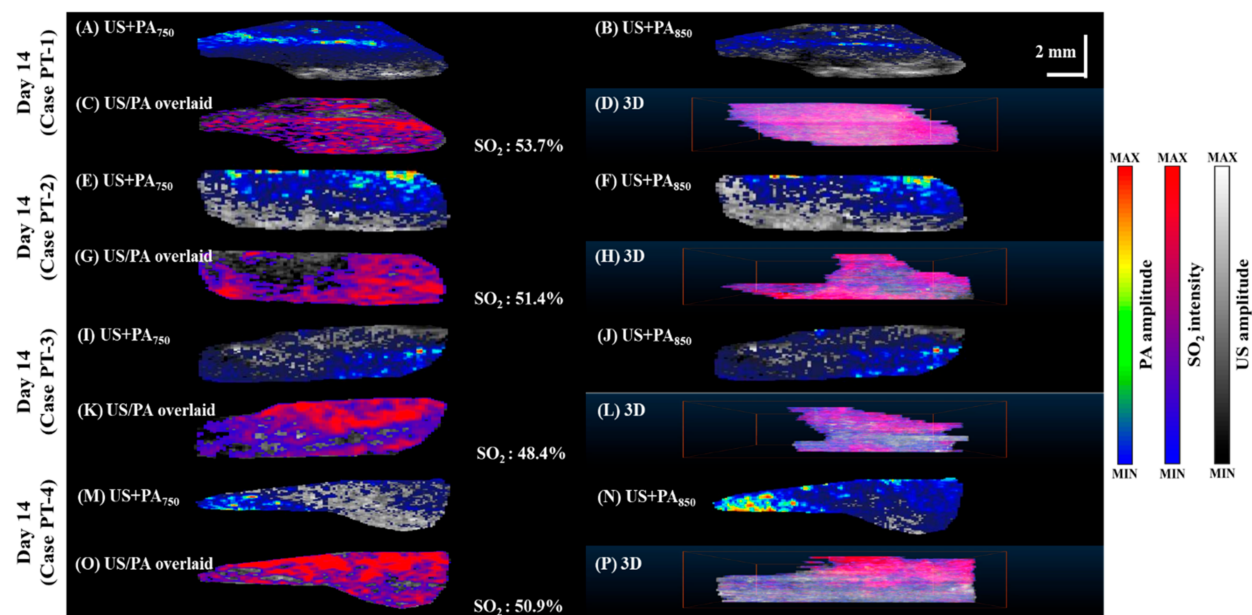 Day 14
(Case PT-1)
(A) US+PA750
(B) US+PA850
2 mm
(C) US/PA overlaid
SO2 : 53.7%
(D) 3D
Day 14
(Case PT-2)
(E) US+PA750
(F) US+PA850
(G) US/PA overlaid
SO2 : 51.4%
(H) 3D
Day 14
(Case PT-3)
(I) US+PA750
(J) US+PA850
(K) US/PA overlaid
SO2 : 48.4%
(L) 3D
Day 14
(Case PT-4)
(M) US+PA750
(N) US+PA850
(O) US/PA overlaid
SO2 : 50.9%
(P) 3D
MAX MAX MAX
PA amplitude
SO2 intensity
US amplitude
MIN MIN MIN